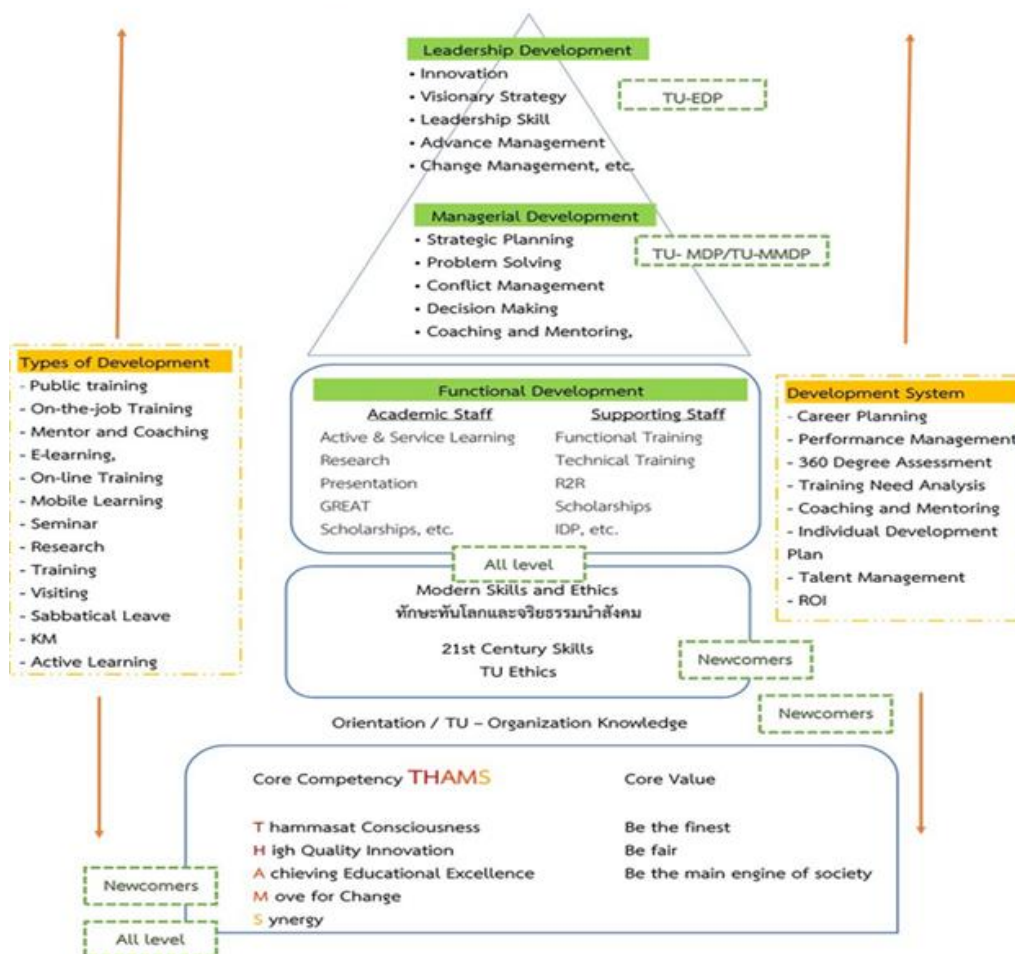 Leadership Development
• Innovation
• Visionary Strategy
• Leadership Skill
• Advance Management
• Change Management, etc.
TU-EDP
Managerial Development
• Strategic Planning
• Problem Solving
• Conflict Management
• Decision Making
• Coaching and Mentoring,
TU- MDP/TU-MMDP
Types of Development
- Public training
- On-the-job Training
- Mentor and Coaching
- E-learning,
- On-line Training
- Mobile Learning
- Seminar
- Research
- Training
- Visiting
- Sabbatical Leave
- KM
- Active Learning
Functional Development
Academic Staff
Active & Service Learning
Research
Presentation
GREAT
Scholarships, etc.
Supporting Staff
Functional Training
Technical Training
R2R
Scholarships
IDP, etc.
Development System
- Career Planning
- Performance Management
- 360 Degree Assessment
- Training Need Analysis
- Coaching and Mentoring
- Individual Development
Plan
- Talent Management
- ROI
All level
Modern Skills and Ethics
ทักษะทันโลกและจริยธรรมนำสังคม
21st Century Skills
TU Ethics
Newcomers
Newcomers
Orientation / TU – Organization Knowledge
Core Competency THAMS
T hammasat Consciousness
H igh Quality Innovation
A chieving Educational Excellence
M ove for Change
S ynergy
Core Value
Be the finest
Be fair
Be the main engine of society
Newcomers
All level